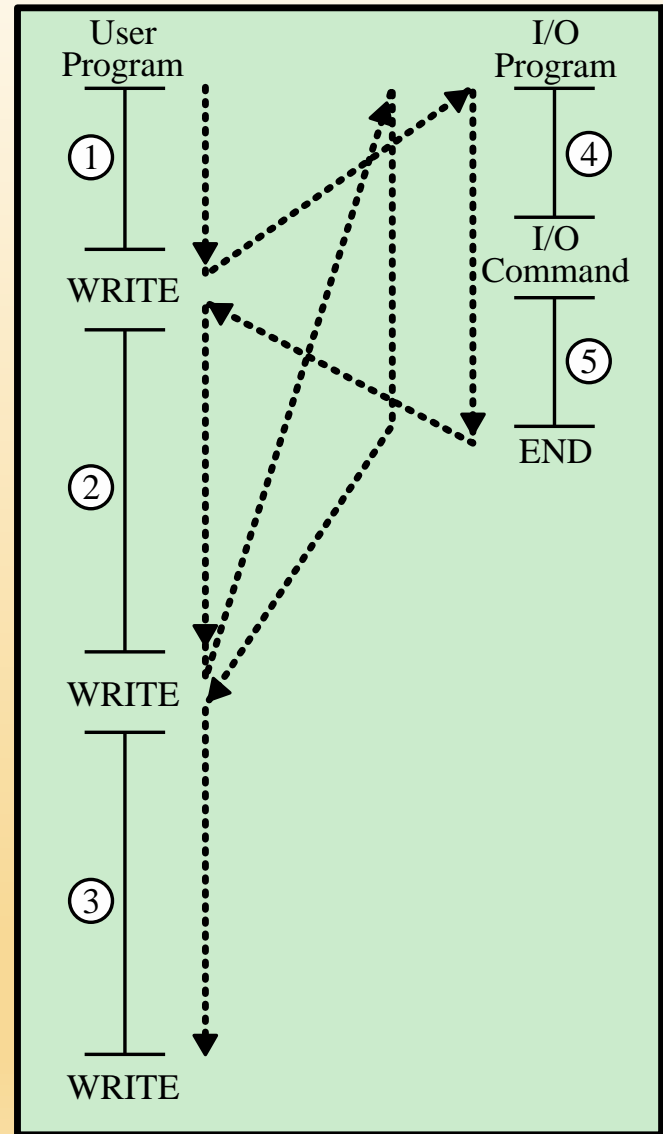 User
Program
1
WRITE
2
WRITE
3
WRITE
I/O
Program
4
I/O
Command
5
END